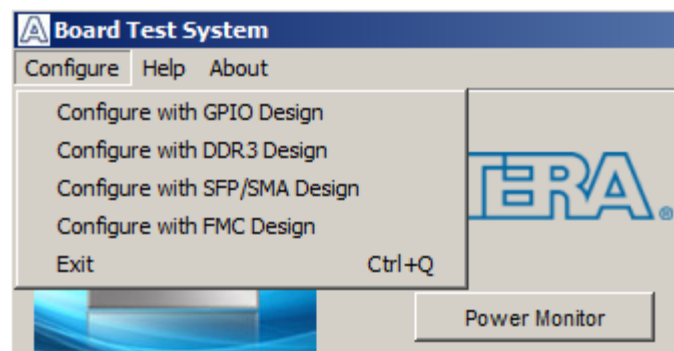 Board Test System
Configure Help About
Configure with GPIO Design
Configure with DDR3 Design
Configure with SFP/SMA Design
Configure with FMC Design
Exit Ctrl+Q
Power Monitor